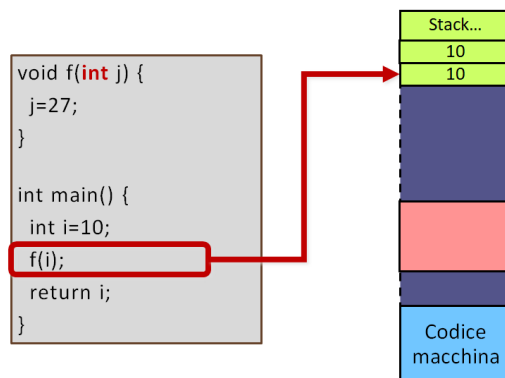 void f(int j) {
j=27;
}
int main() {
int i=10;
f(i);
return i;
}
Stack...
10
10
Codice
macchina